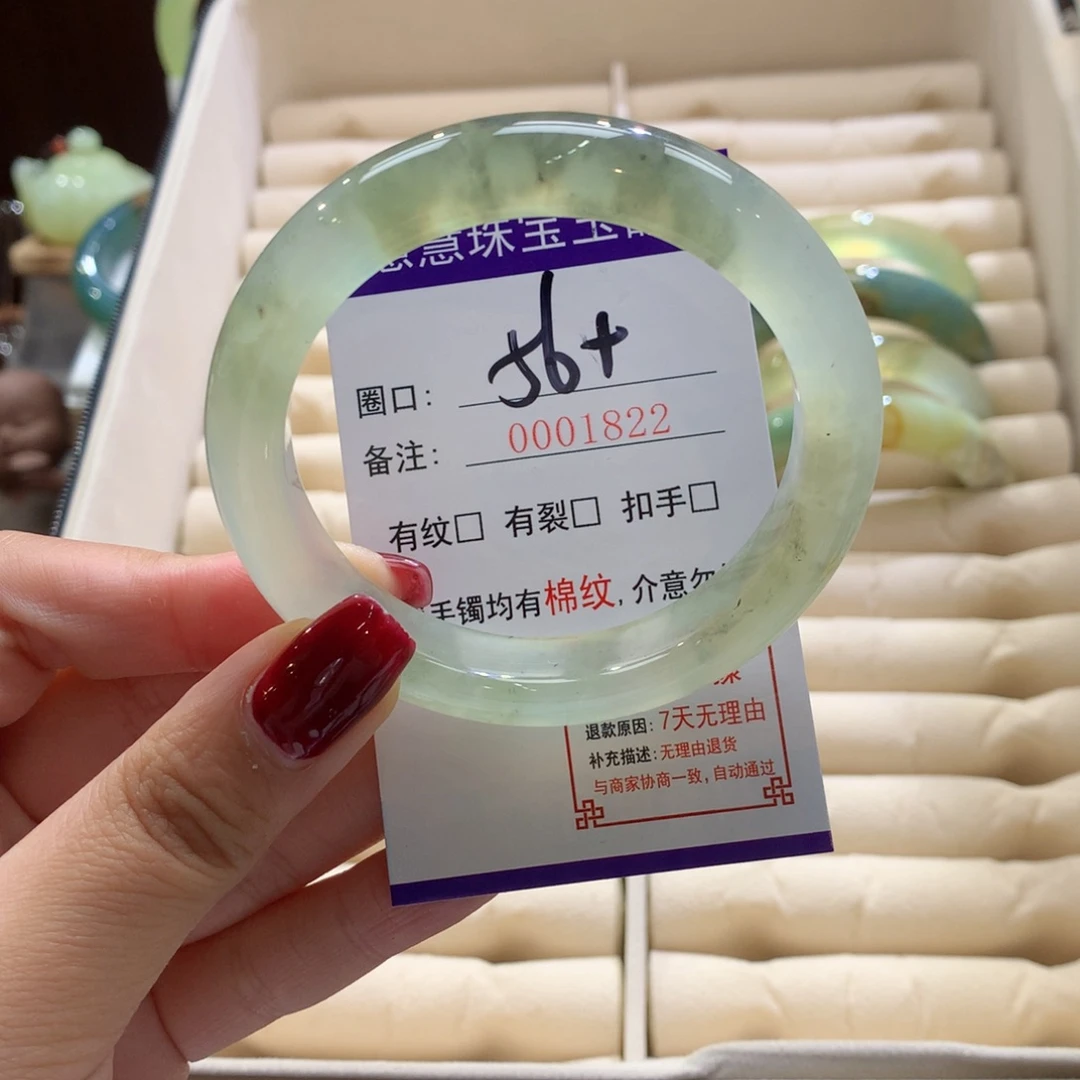 慧珠宝玉
圈口: 56+
备注: 0001822
有纹□ 有裂□ 扣手□
手镯均有棉纹,介意勿
退款原因: 7天无理由
补充描述: 无理由退货
与商家协商一致,自动通过